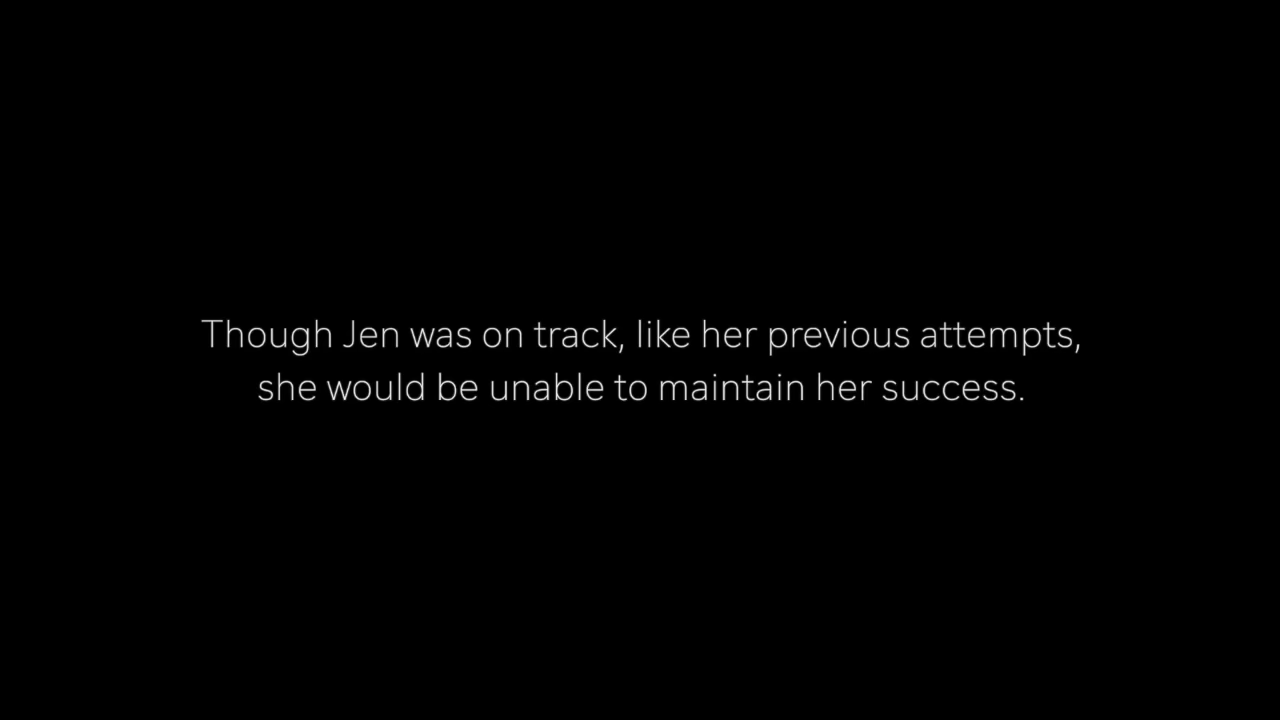 Though Jen was on track, like her previous attempts,
she would be unable to maintain her success.